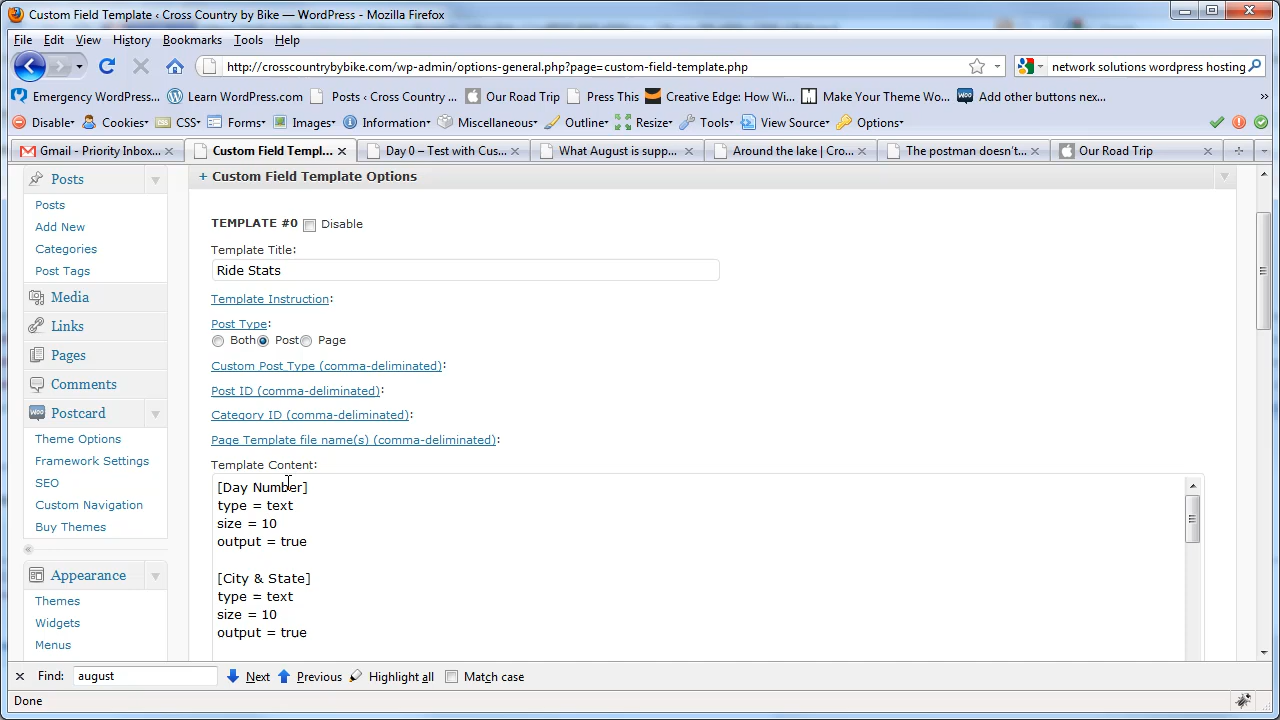 Custom Field Template ‹ Cross Country by Bike — WordPress - Mozilla Firefox
File Edit View History Bookmarks Tools Help
http://crosscountrybybike.com/wp-admin/options-general.php?page=custom-field-template.php
network solutions wordpress hosting
Emergency WordPress... Learn WordPress.com Posts ‹ Cross Country ... Our Road Trip Press This Creative Edge: How Wi... Make Your Theme Wo... Add other buttons nex... »
Disable Cookies CSS Forms Images Information Miscellaneous Outline Resize Tools View Source Options
Gmail - Priority Inbox... Custom Field Templ... Day 0 – Test with Cus... What August is supp... Around the lake | Cro... The postman doesn't... Our Road Trip
Posts
Posts
Add New
Categories
Post Tags
Media
Links
Pages
Comments
Postcard
Theme Options
Framework Settings
SEO
Custom Navigation
Buy Themes
Appearance
Themes
Widgets
Menus
+ Custom Field Template Options
TEMPLATE #0 Disable
Template Title:
Ride Stats
Template Instruction:
Post Type:
Both Post Page
Custom Post Type (comma-deliminated):
Post ID (comma-deliminated):
Category ID (comma-deliminated):
Page Template file name(s) (comma-deliminated):
Template Content:
[Day Number]
type = text
size = 10
output = true
[City & State]
type = text
size = 10
output = true
Find: august Next Previous Highlight all Match case
Done